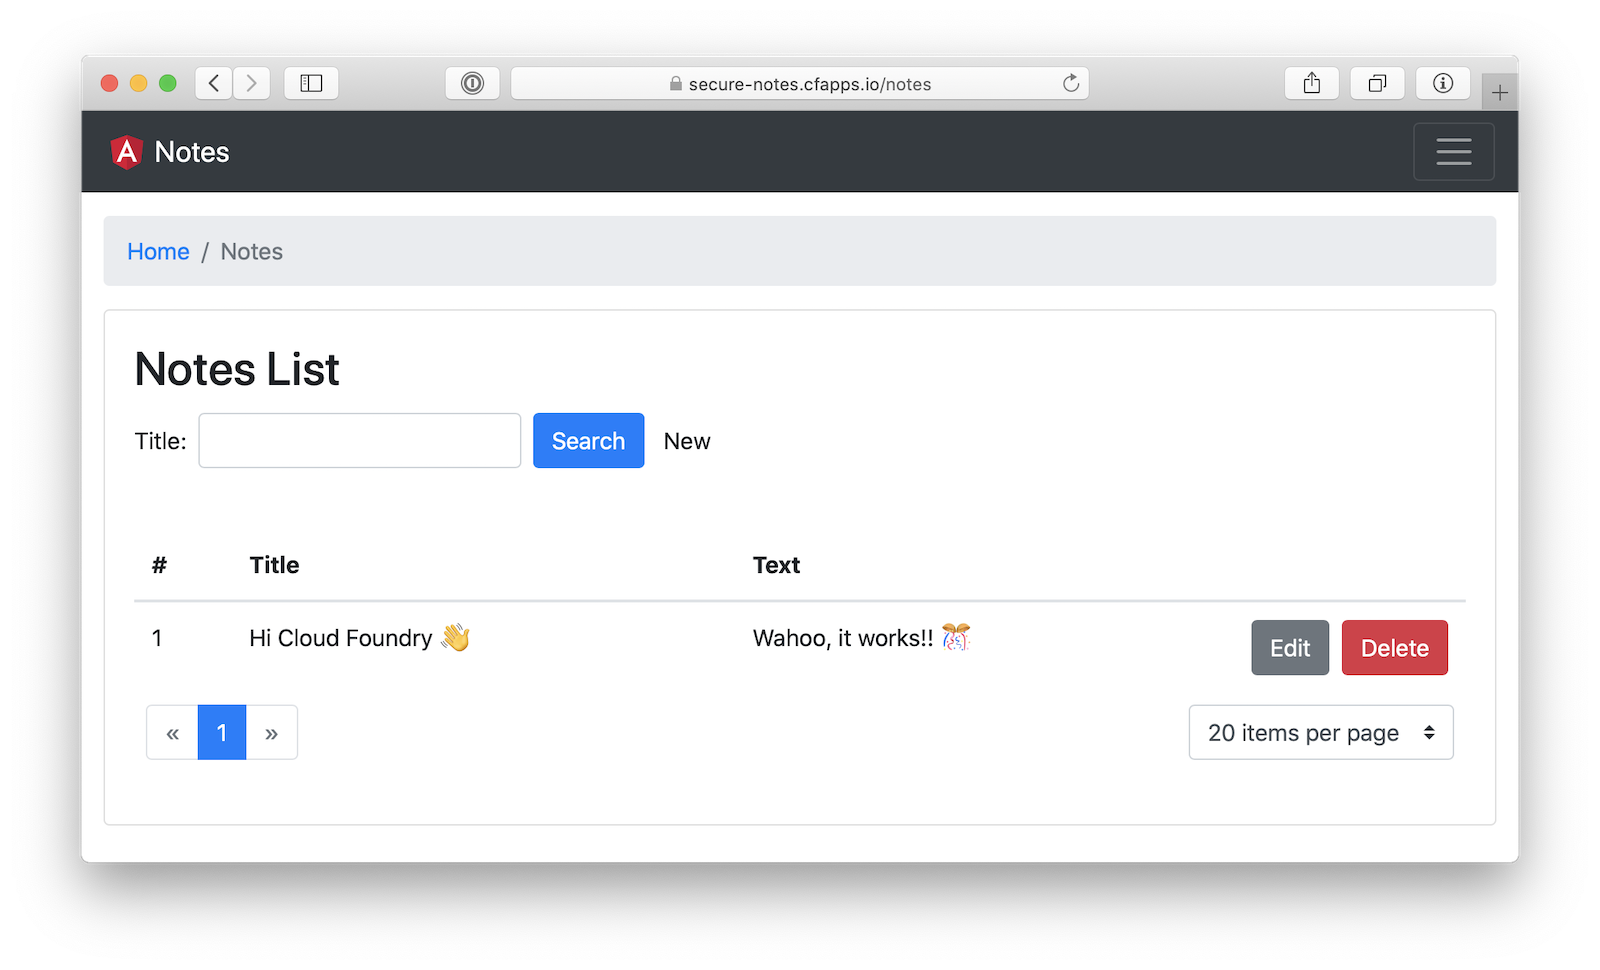 secure-notes.cfapps.io/notes
A Notes
Home / Notes
Notes List
Title: Search New
# Title Text
1 Hi Cloud Foundry 👋 Wahoo, it works!! 🎊 Edit Delete
« 1 » 20 items per page